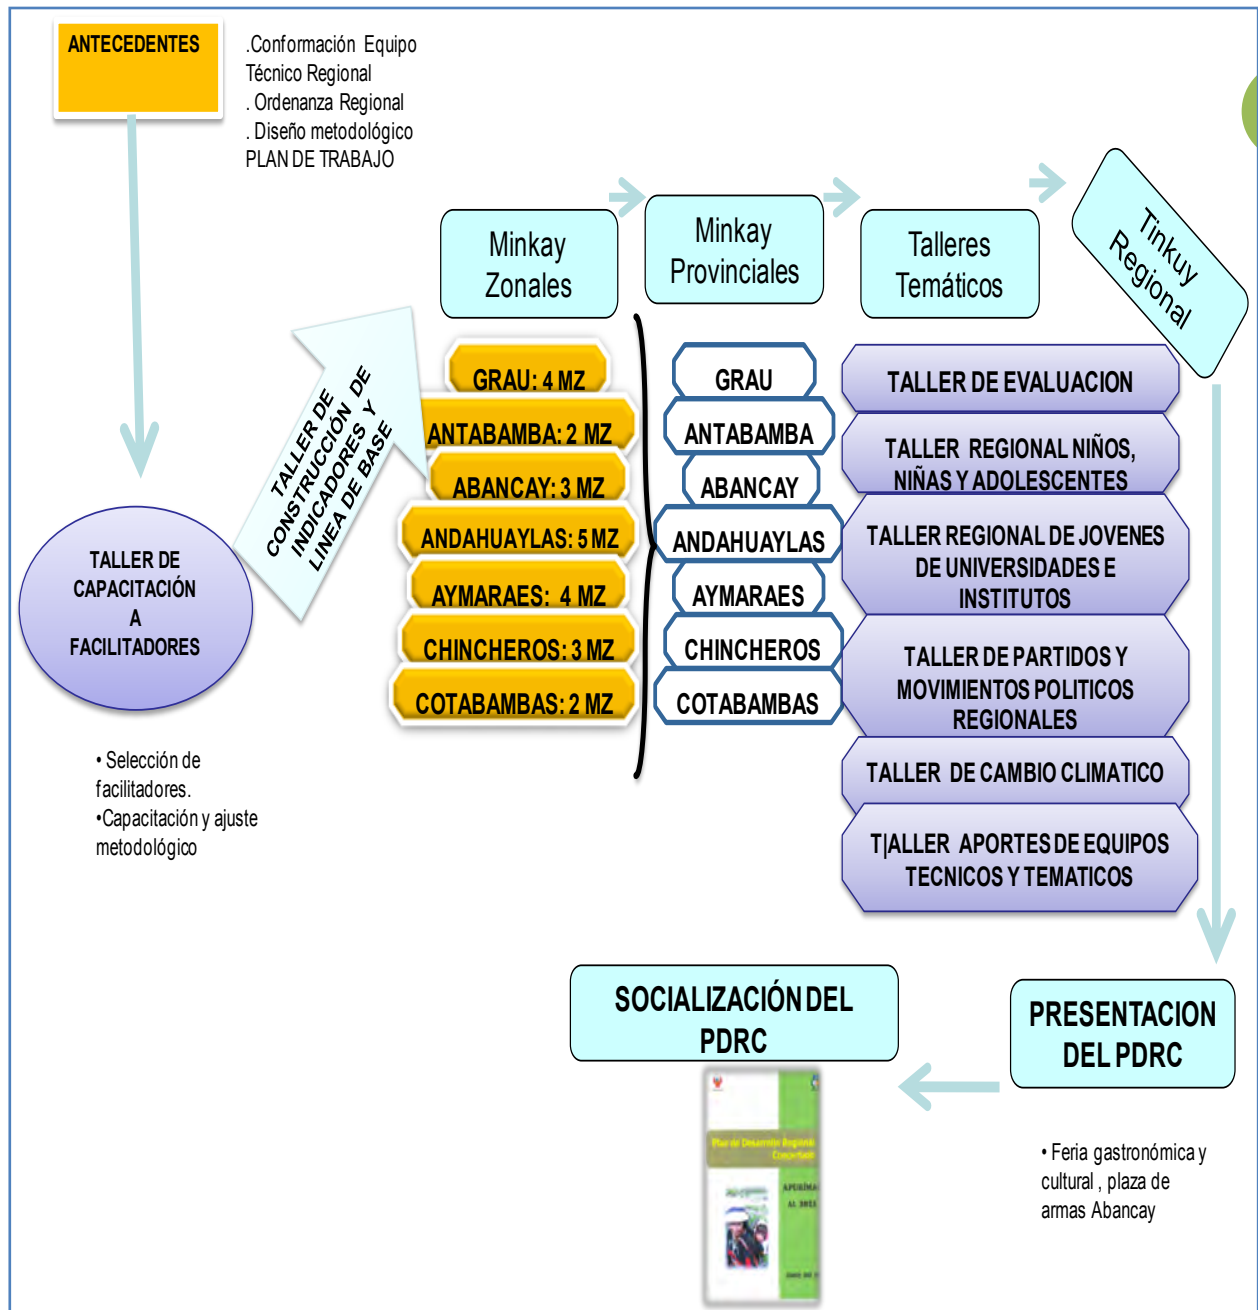 ANTECEDENTES
.Conformación Equipo
Técnico Regional
. Ordenanza Regional
. Diseño metodológico
PLAN DE TRABAJO
Minkay
Zonales
Minkay
Provinciales
Talleres
Temáticos
Tinkuy
Regional
TALLER DE
CONSTRUCCIÓN DE
INDICADORES Y
LINEA DE BASE
GRAU: 4 MZ
ANTABAMBA: 2 MZ
ABANCAY: 3 MZ
ANDAHUAYLAS: 5 MZ
AYMARAES: 4 MZ
CHINCHEROS: 3 MZ
COTABAMBAS: 2 MZ
GRAU
ANTABAMBA
ABANCAY
ANDAHUAYLAS
AYMARAES
CHINCHEROS
COTABAMBAS
TALLER DE EVALUACION
TALLER REGIONAL NIÑOS,
NIÑAS Y ADOLESCENTES
TALLER REGIONAL DE JOVENES
DE UNIVERSIDADES E
INSTITUTOS
TALLER DE PARTIDOS Y
MOVIMIENTOS POLITICOS
REGIONALES
TALLER DE CAMBIO CLIMATICO
T|ALLER APORTES DE EQUIPOS
TECNICOS Y TEMATICOS
TALLER DE
CAPACITACIÓN
A
FACILITADORES
• Selección de
facilitadores.
•Capacitación y ajuste
metodológico
SOCIALIZACIÓN DEL
PDRC
PRESENTACION
DEL PDRC
Plan de Desarrollo Regional
Concertado
• Feria gastronómica y
cultural , plaza de
armas Abancay